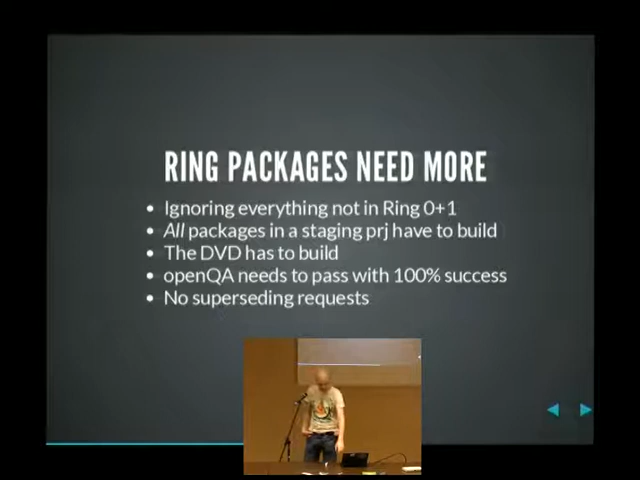 RING PACKAGES NEED MORE
Ignoring everything not in Ring 0+1
All packages in a staging prj have to build
The DVD has to build
openQA needs to pass with 100% success
No superseding requests